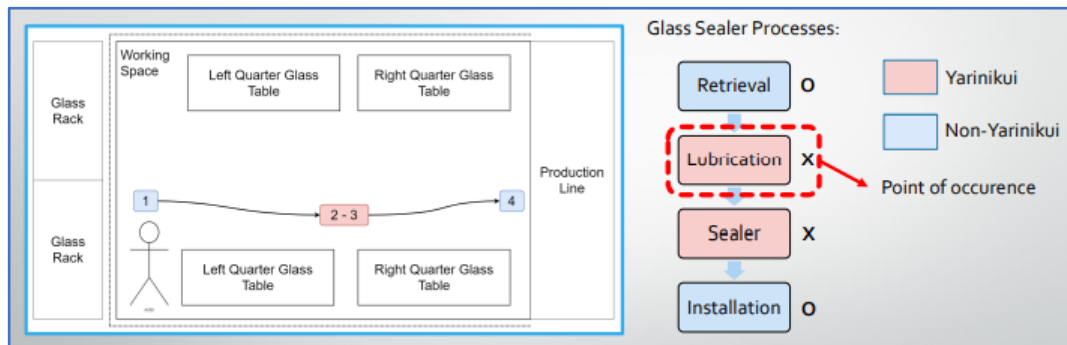 Glass Sealer Processes:
Working
Space
Left Quarter Glass
Table
Right Quarter Glass
Table
Glass
Rack
Glass
Rack
Production
Line
1
2 - 3
4
Left Quarter Glass
Table
Right Quarter Glass
Table
Retrieval O
Lubrication X
Sealer X
Installation O
Yarinikui
Non-Yarinikui
Point of occurence